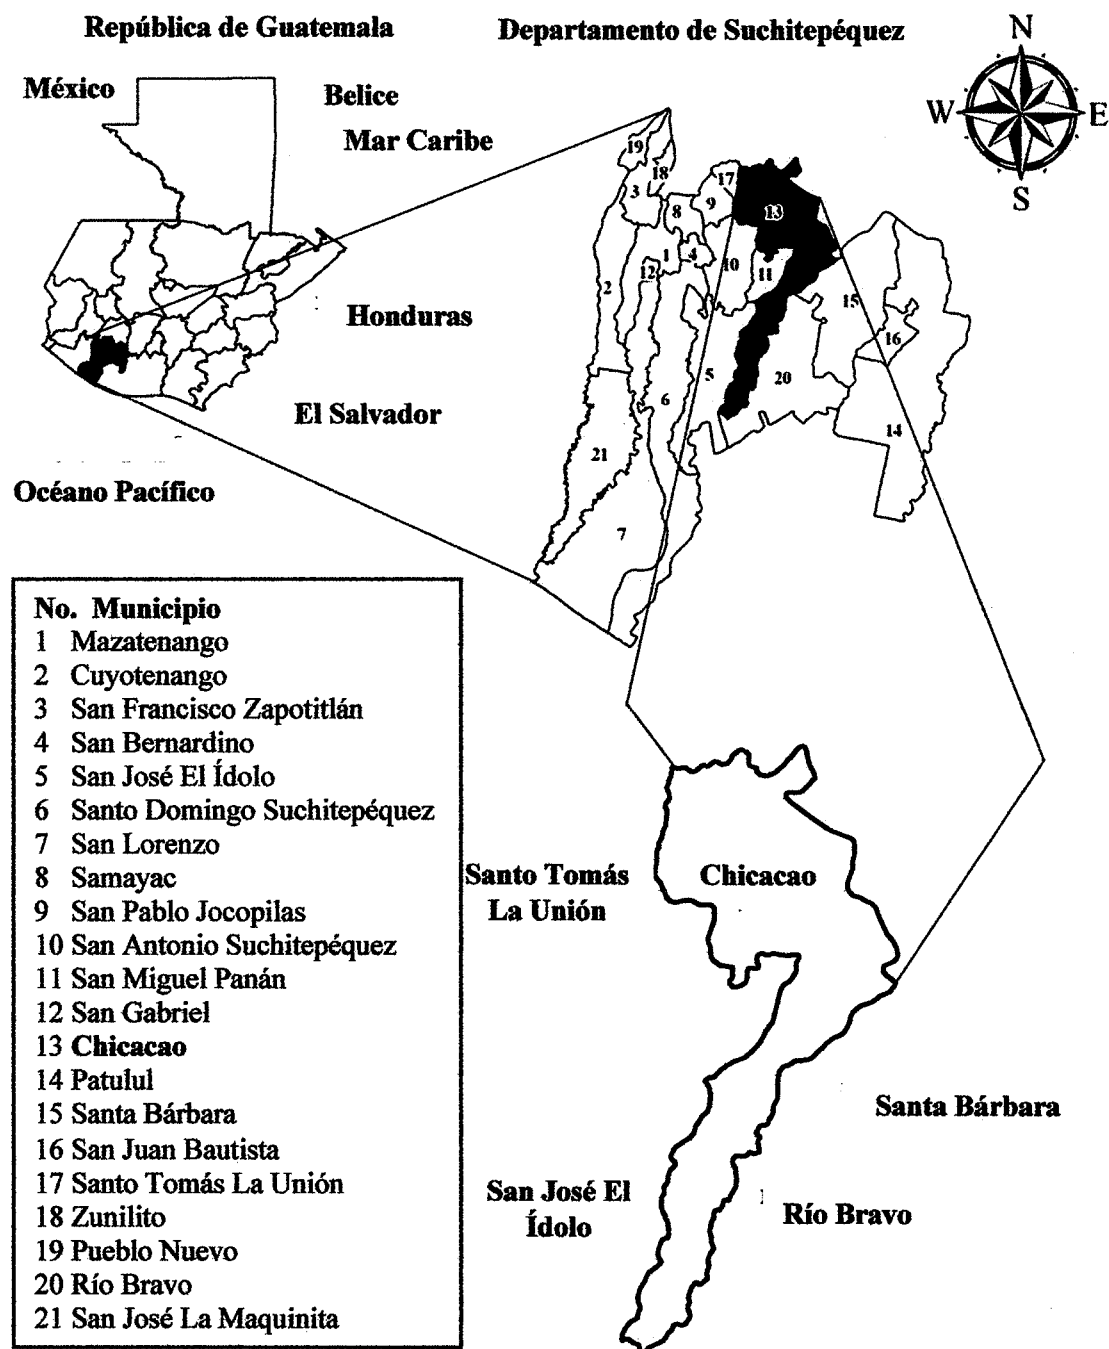 República de Guatemala
Departamento de Suchitepéquez
N
W
E
S
México
Belice
Mar Caribe
Honduras
El Salvador
Océano Pacífico
19
18
3
17
9
8
13
1
4
10
11
12
2
15
16
5
20
6
14
21
7
No. Municipio
1 Mazatenango
2 Cuyotenango
3 San Francisco Zapotitlán
4 San Bernardino
5 San José El Ídolo
6 Santo Domingo Suchitepéquez
7 San Lorenzo
8 Samayac
9 San Pablo Jocopilas
10 San Antonio Suchitepéquez
11 San Miguel Panán
12 San Gabriel
13 Chicacao
14 Patulul
15 Santa Bárbara
16 San Juan Bautista
17 Santo Tomás La Unión
18 Zunilito
19 Pueblo Nuevo
20 Río Bravo
21 San José La Maquinita
Santo Tomás
La Unión
Chicacao
Santa Bárbara
San José El
Ídolo
Río Bravo